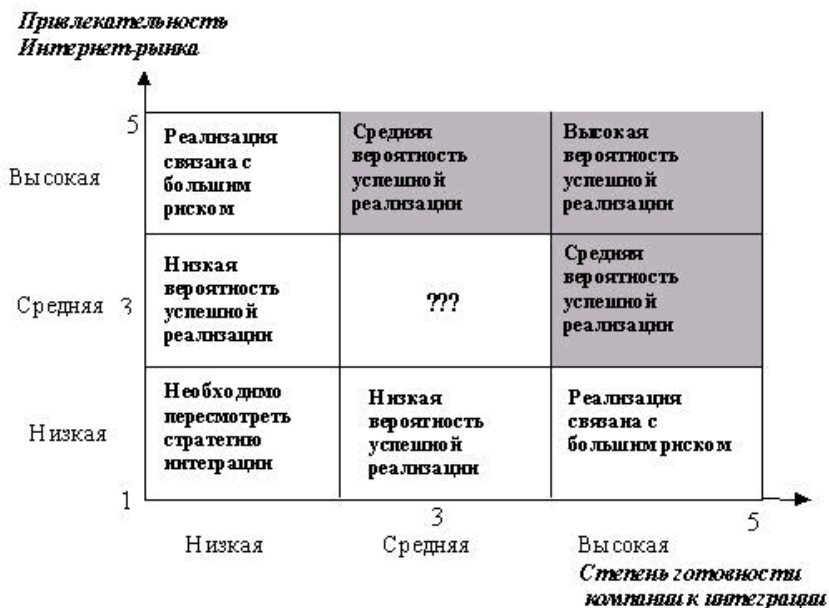 Привлекательность
Интернет-рынка
5
Высокая
Реализация
связана с
большим
риском
Средняя
вероятность
успешной
реализации
Высокая
вероятность
успешной
реализации
Средняя
3
Низкая
вероятность
успешной
реализации
???
Средняя
вероятность
успешной
реализации
Низкая
Необходимо
пересмотреть
стратегию
интеграции
Низкая
вероятность
успешной
реализации
Реализация
связана с
большим риском
1
3
5
Низкая
Средняя
Высокая
Степень готовности
компании к интеграции